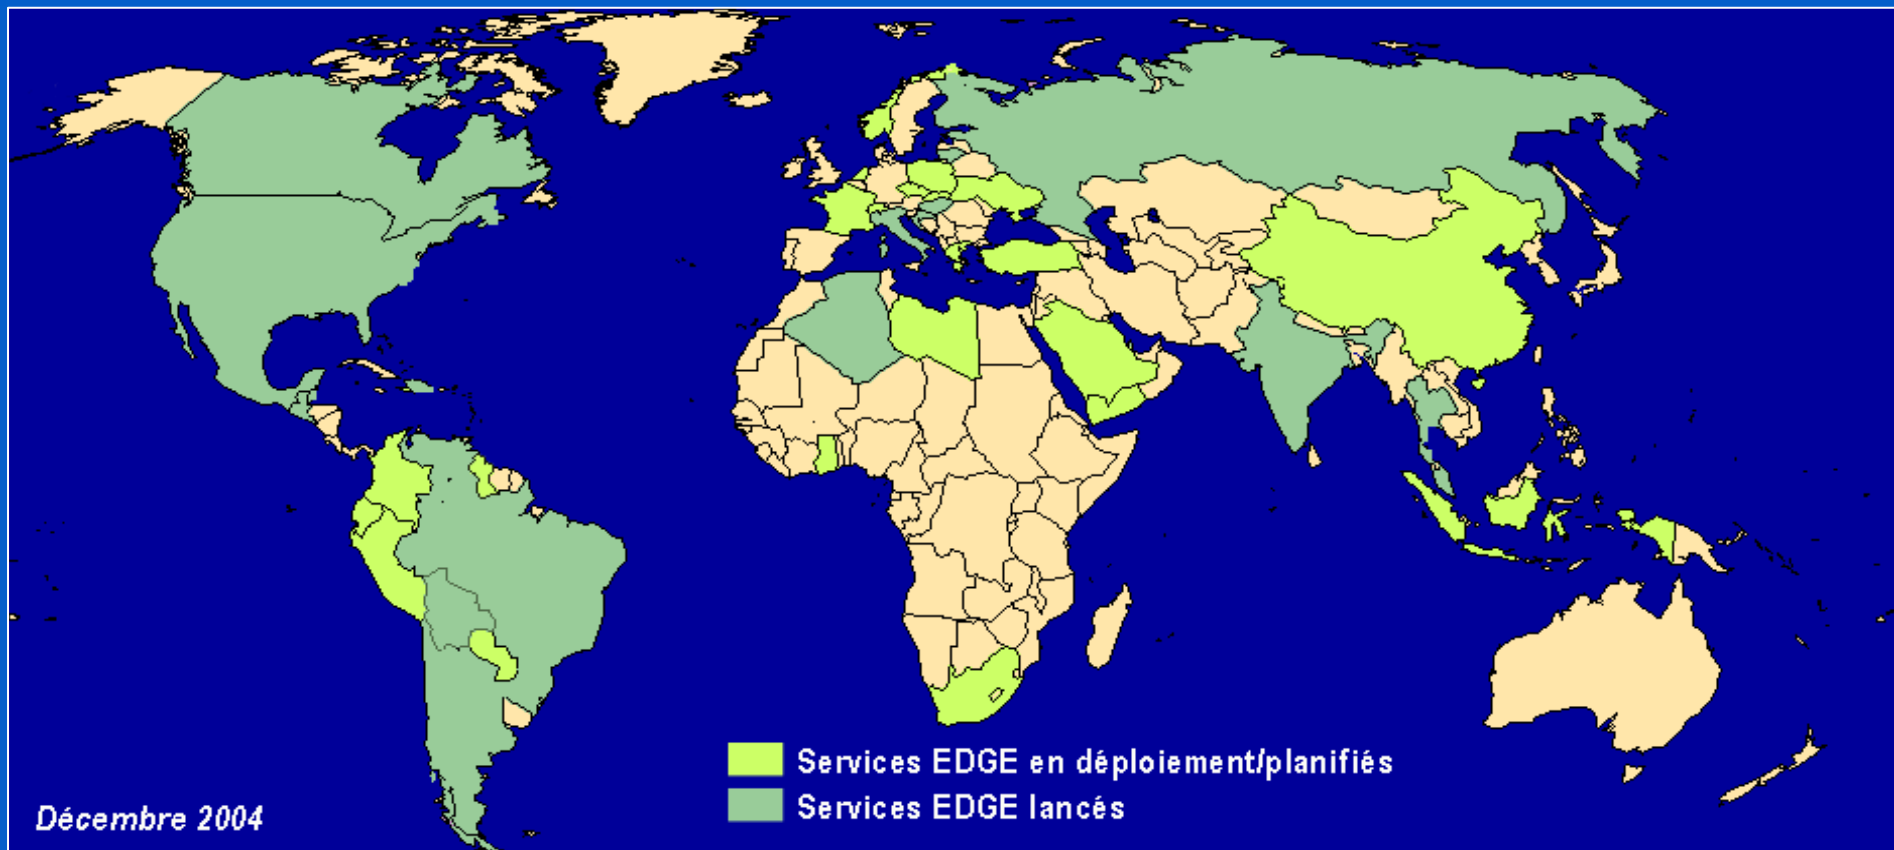 Services EDGE en déploiement/planifiés
Services EDGE lancés
Décembre 2004